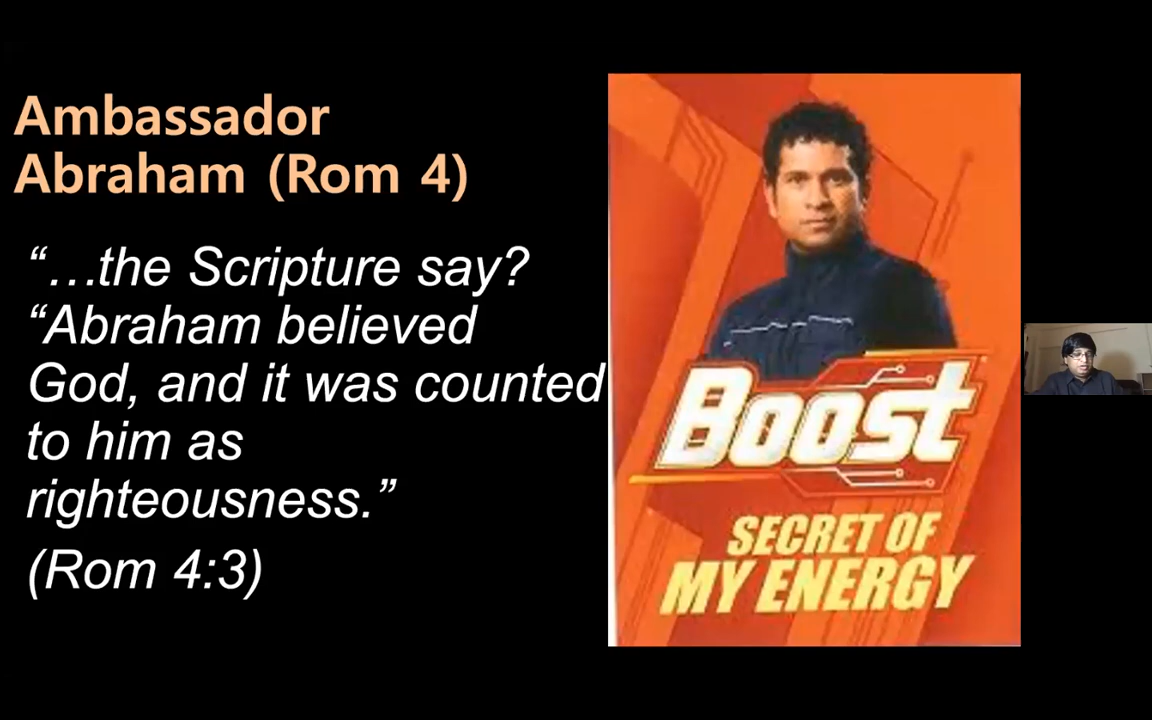 Ambassador
Abraham (Rom 4)
“…the Scripture say?
“Abraham believed
God, and it was counted
to him as
righteousness.”
(Rom 4:3)
Boost
SECRET OF
MY ENERGY